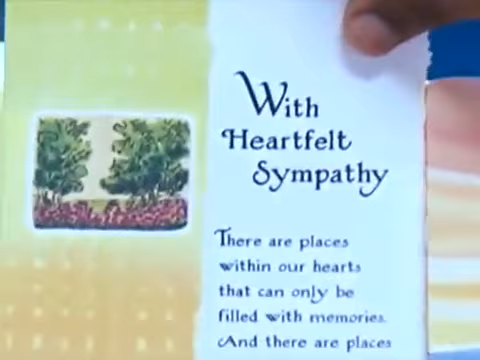 With
Heartfelt
Sympathy
There are places
within our hearts
that can only be
filled with memories.
And there are places